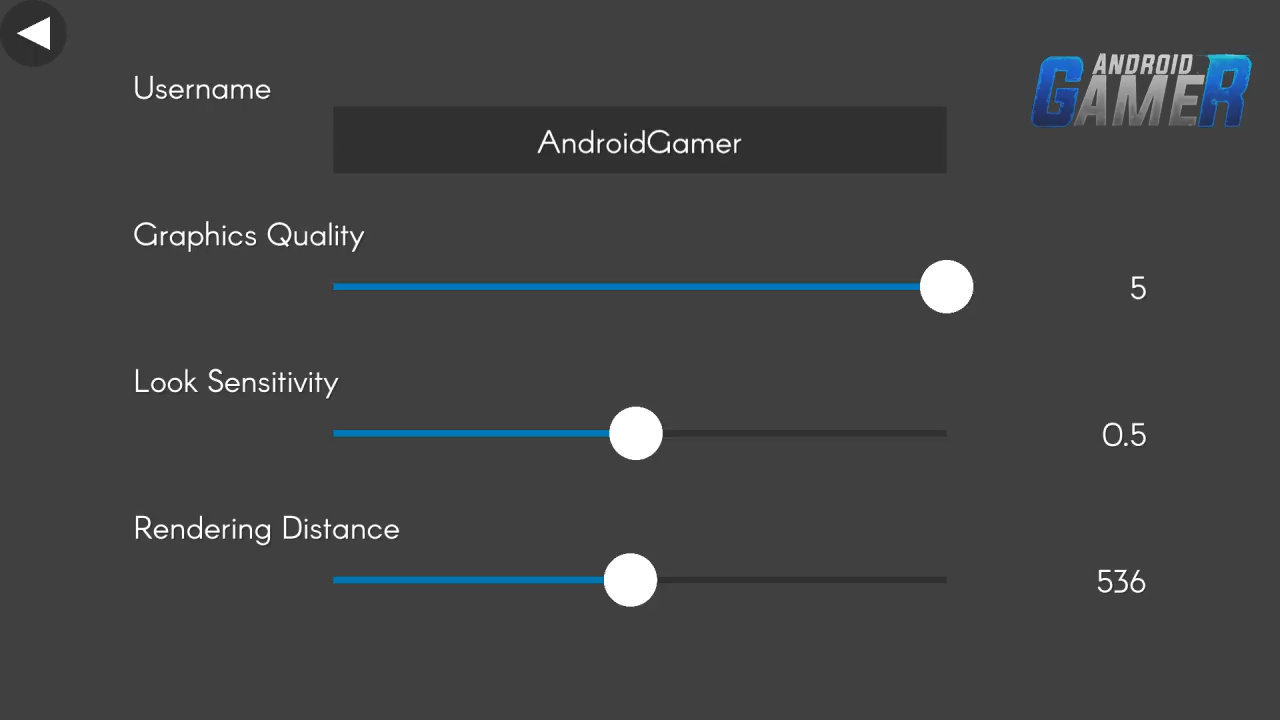 Username
ANDROID
GAMER
AndroidGamer
Graphics Quality
5
Look Sensitivity
0.5
Rendering Distance
536